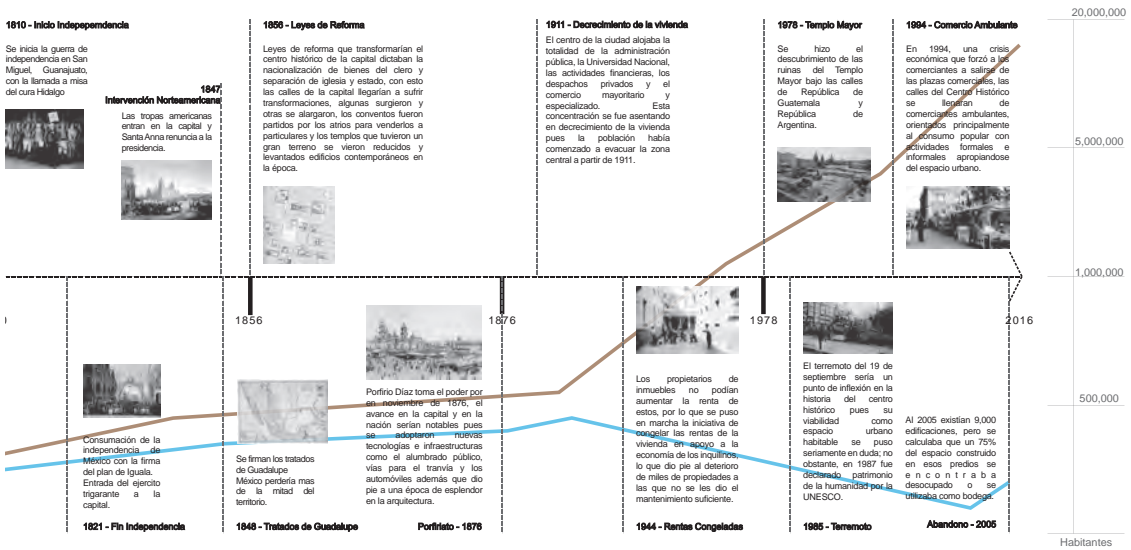 1810 - Inicio Indepepemdencia
Se inicia la guerra de
independencia en San
Miguel, Guanajuato,
con la llamada a misa
del cura Hidalgo
1847
Intervención Norteamericana
Las tropas americanas
entran en la capital y
Santa Anna renuncia a la
presidencia.
1856 - Leyes de Reforma
Leyes de reforma que transformarían el
centro histórico de la capital dictaban la
nacionalización de bienes del clero y
separación de iglesia y estado, con esto
las calles de la capital llegarían a sufrir
transformaciones, algunas surgieron y
otras se alargaron, los conventos fueron
partidos por los atrios para venderlos a
particulares y los templos que tuvieron un
gran terreno se vieron reducidos y
levantados edificios contemporáneos en
la época.
1911 - Decrecimiento de la vivienda
El centro de la ciudad alojaba la
totalidad de la administración
pública, la Universidad Nacional,
las actividades financieras, los
despachos privados y el
comercio mayoritario y
especializado. Esta
concentración se fue asentando
en decrecimiento de la vivienda
pues la población había
comenzado a evacuar la zona
central a partir de 1911.
1978 - Templo Mayor
Se hizo el
descubrimiento de las
ruinas del Templo
Mayor bajo las calles
de República de
Guatemala y
República de
Argentina.
1994 - Comercio Ambulante
En 1994, una crisis
económica que forzó a los
comerciantes a salirse de
las plazas comerciales, las
calles del Centro Histórico
se llenaran de
comerciantes ambulantes,
orientados principalmente
al consumo popular con
actividades formales e
informales apropiandose
del espacio urbano.
20,000,000
5,000,000
1,000,000
500,000
Habitantes
1856
1876
1978
2016
Consumación de la
independencia de
México con la firma
del plan de Iguala.
Entrada del ejercito
trigarante a la
capital.
1821 - Fin Independencia
Se firman los tratados
de Guadalupe
México perdería mas
de la mitad del
territorio.
1848 - Tratados de Guadalupe
Porfirio Díaz toma el poder por
en noviembre de 1876, el
avance en la capital y en la
nación serían notables pues
se adoptaron nuevas
tecnologías e infraestructuras
como el alumbrado público,
vías para el tranvía y los
automóviles además que dio
pie a una época de esplendor
en la arquitectura.
Porfiriato - 1876
Los propietarios de
inmuebles no podían
aumentar la renta de
estos, por lo que se puso
en marcha la iniciativa de
congelar las rentas de la
vivienda en apoyo a la
economía de los inquilinos,
lo que dio pie al deterioro
de miles de propiedades a
las que no se les dio el
mantenimiento suficiente.
1944 - Rentas Congeladas
El terremoto del 19 de
septiembre sería un
punto de inflexión en la
historia del centro
histórico pues su
viabilidad como
espacio urbano
habitable se puso
seriamente en duda; no
obstante, en 1987 fue
declarado patrimonio
de la humanidad por la
UNESCO.
1985 - Terremoto
Al 2005 existian 9,000
edificaciones, pero se
calculaba que un 75%
del espacio construido
en esos predios se
encontraba
desocupado o se
utilizaba como bodega.
Abandono - 2005